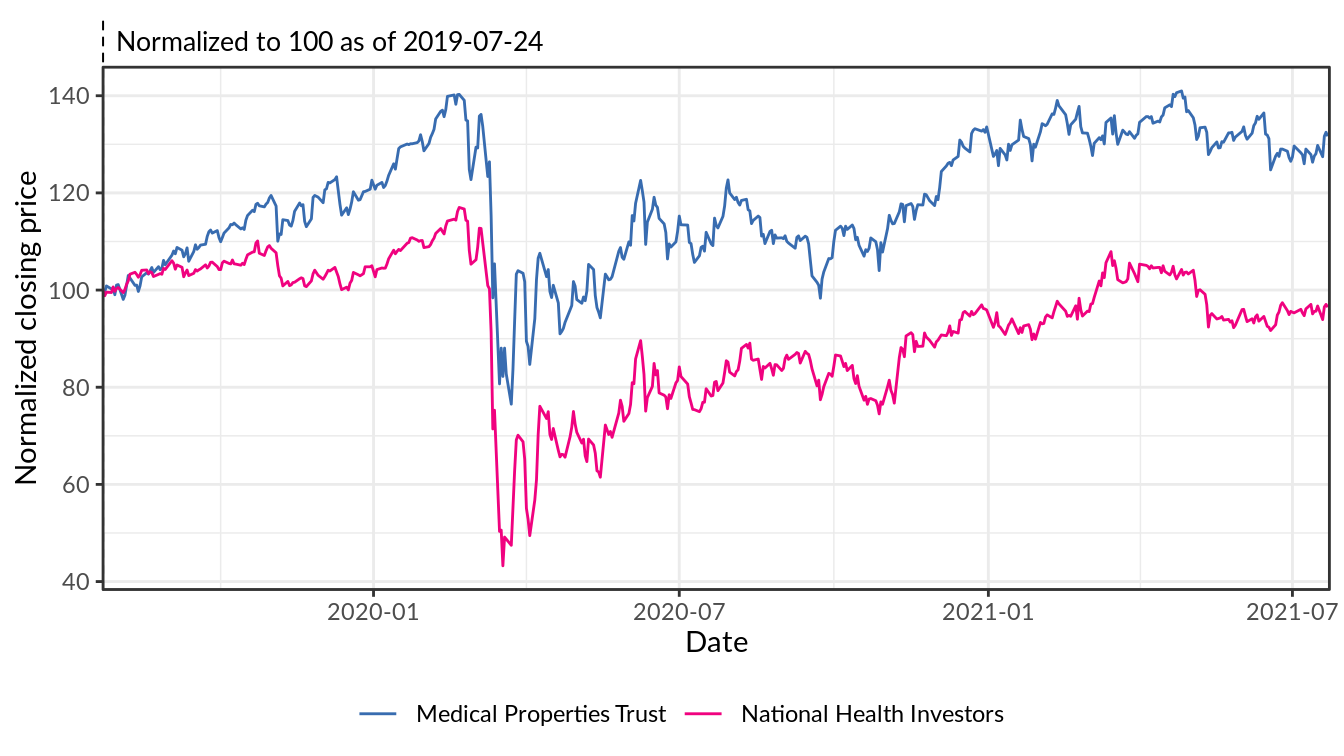 Normalized to 100 as of 2019-07-24
Normalized closing price
140
120
100
80
60
40
2020-01
2020-07
2021-01
2021-07
Date
Medical Properties Trust
National Health Investors